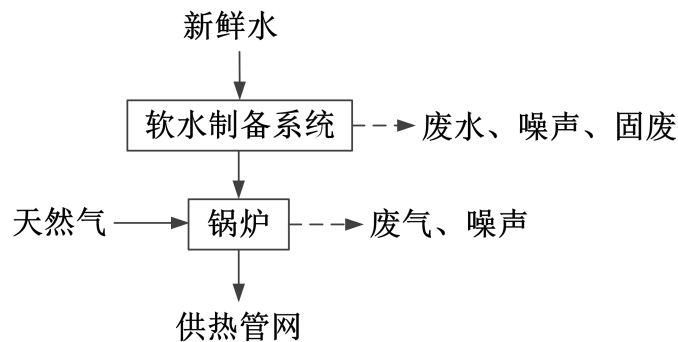 新鲜水
软水制备系统
废水、噪声、固废
天然气
锅炉
废气、噪声
供热管网